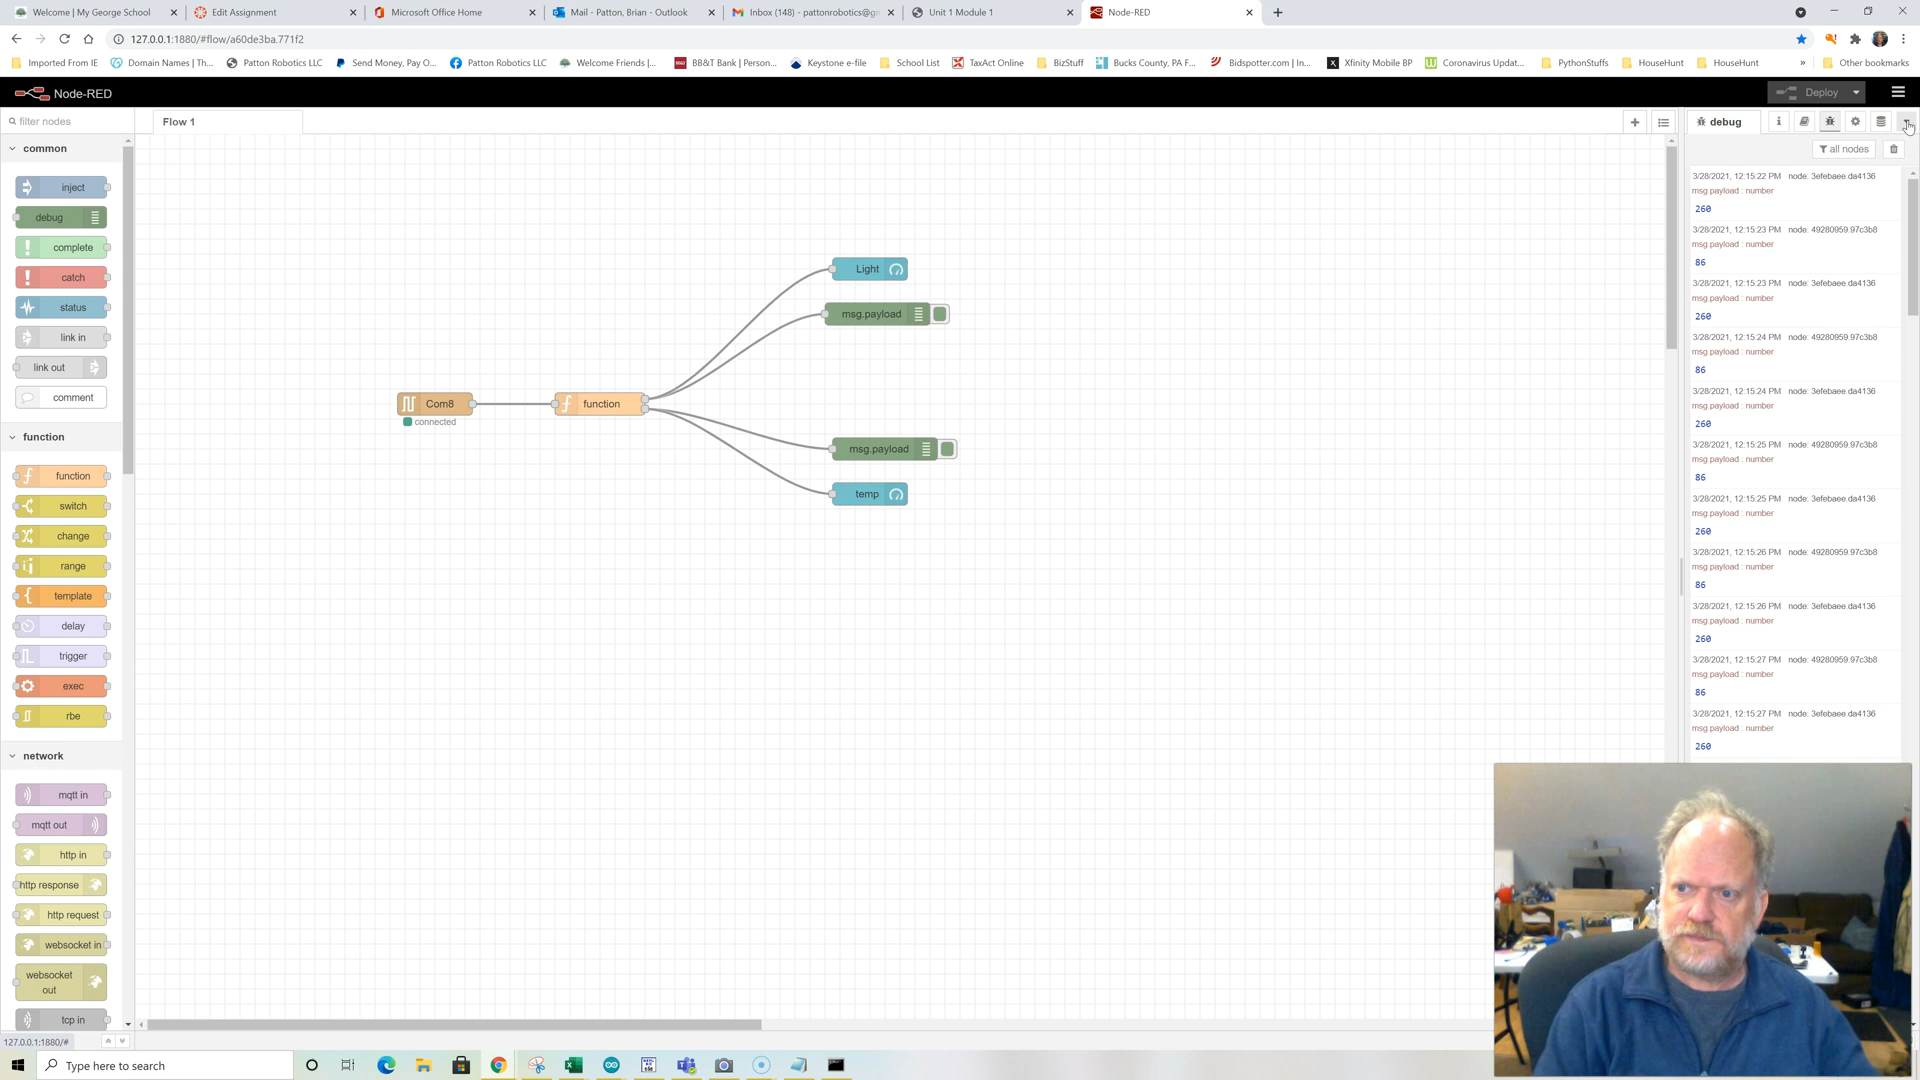 Welcome | My George School
Edit Assignment
Microsoft Office Home
Mail - Patton, Brian - Outlook
Inbox (148) - pattonrobotics@g
Unit 1 Module 1
Node-RED
127.0.0.1:1880/#flow/a60de3ba.771f2
Imported From IE
Domain Names | Th...
Patton Robotics LLC
Send Money, Pay O...
Patton Robotics LLC
Welcome Friends |...
BB&T Bank | Person...
Keystone e-file
School List
TaxAct Online
BizStuff
Bucks County, PA F...
Bidspotter.com | In...
Xfinity Mobile BP
Coronavirus Updat...
PythonStuffs
HouseHunt
HouseHunt
»
Other bookmarks
Node-RED
Deploy
filter nodes
Flow 1
debug
all nodes
common
inject
debug
complete
catch
status
link in
link out
comment
function
function
switch
change
range
template
delay
trigger
exec
rbe
network
mqtt in
mqtt out
http in
http response
http request
websocket in
websocket
out
tcp in
Light
msg.payload
Com8
connected
function
msg.payload
temp
3/28/2021, 12:15:22 PM node: 3efebaee.da4136
msg.payload : number
260
3/28/2021, 12:15:23 PM node: 49280959.97c3b8
msg.payload : number
86
3/28/2021, 12:15:23 PM node: 3efebaee.da4136
msg.payload : number
260
3/28/2021, 12:15:24 PM node: 49280959.97c3b8
msg.payload : number
86
3/28/2021, 12:15:24 PM node: 3efebaee.da4136
msg.payload : number
260
3/28/2021, 12:15:25 PM node: 49280959.97c3b8
msg.payload : number
86
3/28/2021, 12:15:25 PM node: 3efebaee.da4136
msg.payload : number
260
3/28/2021, 12:15:26 PM node: 49280959.97c3b8
msg.payload : number
86
3/28/2021, 12:15:26 PM node: 3efebaee.da4136
msg.payload : number
260
3/28/2021, 12:15:27 PM node: 49280959.97c3b8
msg.payload : number
86
3/28/2021, 12:15:27 PM node: 3efebaee.da4136
msg.payload : number
260
127.0.0.1:1880/#
Type here to search